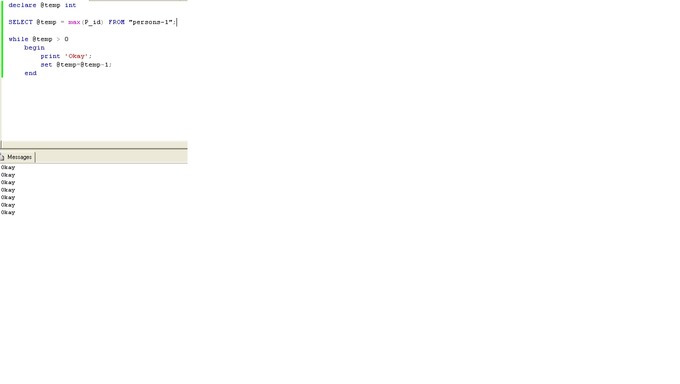 declare @temp int
SELECT @temp = max(P_id) FROM "persons-1";
while @temp > 0
begin
print 'Okay';
set @temp=@temp-1;
end
Messages
Okay
Okay
Okay
Okay
Okay
Okay
Okay